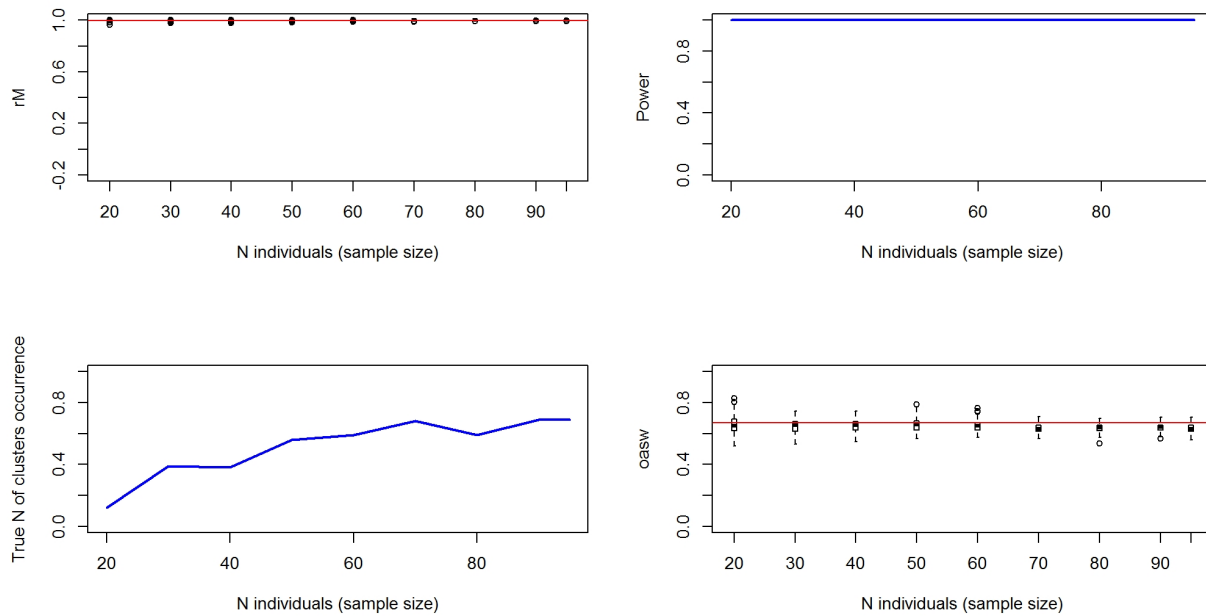 rM
-0.2 0.2 0.6 1.0
20 30 40 50 60 70 80 90
N individuals (sample size)
Power
0.0 0.4 0.8
20 40 60 80
N individuals (sample size)
True N of clusters occurrence
0.0 0.4 0.8
20 40 60 80
N individuals (sample size)
oasw
0.0 0.4 0.8
20 30 40 50 60 70 80 90
N individuals (sample size)